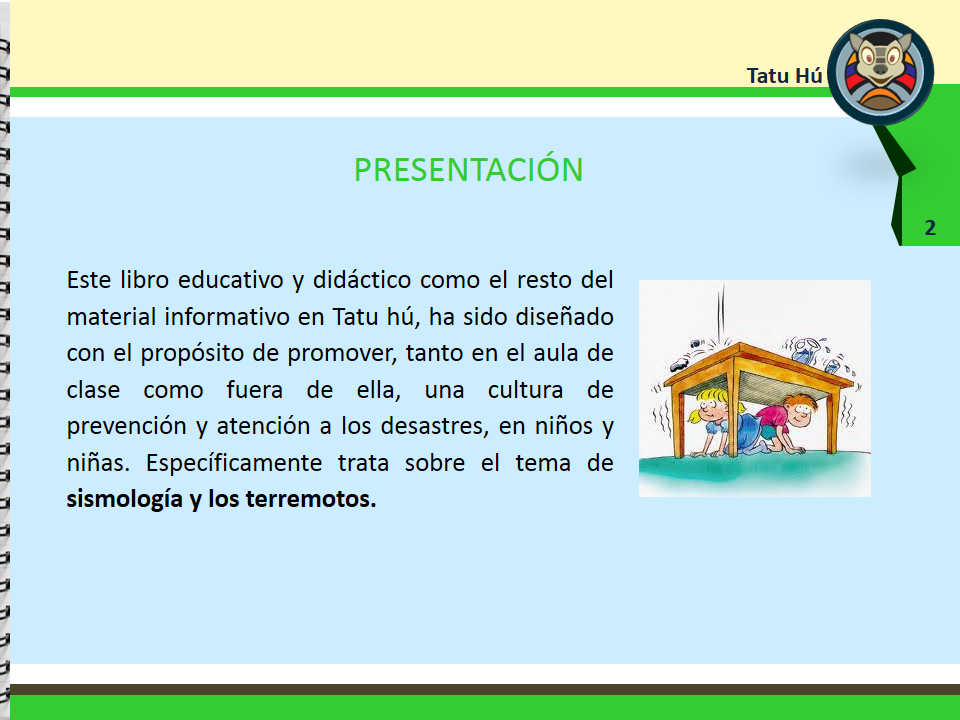 Tatu Hú
PRESENTACIÓN
2
Este libro educativo y didáctico como el resto del
material informativo en Tatu hú, ha sido diseñado
con el propósito de promover, tanto en el aula de
clase como fuera de ella, una cultura de
prevención y atención a los desastres, en niños y
niñas. Específicamente trata sobre el tema de
sismología y los terremotos.